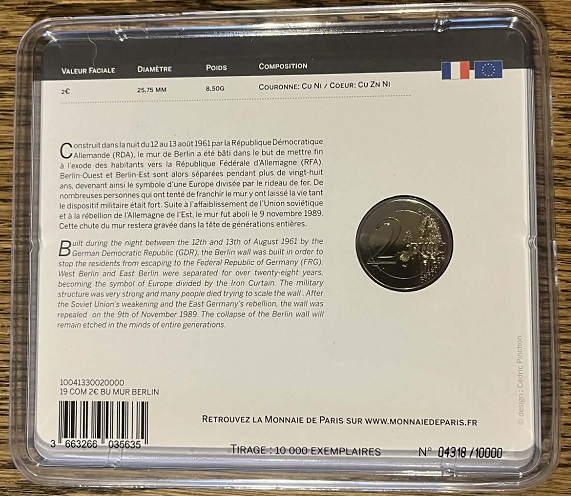 VALEUR FACIALE DIAMÈTRE POIDS COMPOSITION
2€ 25,75 MM 8,50G COURONNE: CU NI / COEUR: CU ZN NI
Construit dans la nuit du 12 au 13 août 1961 par la République Démocratique
Allemande (RDA), le mur de Berlin a été bâti dans le but de mettre fin
à l'exode des habitants vers la République Fédérale d'Allemagne (RFA).
Berlin-Ouest et Berlin-Est sont alors séparées pendant plus de vingt-huit
ans, devenant ainsi le symbole d'une Europe divisée par le rideau de fer. De
nombreuses personnes qui ont tenté de franchir le mur y ont laissé la vie tant
le dispositif militaire était fort. Suite à l'affaiblissement de l'Union soviétique
et à la rébellion de l'Allemagne de l'Est, le mur fut aboli le 9 novembre 1989.
Cette chute du mur restera gravée dans la tête de générations entières.
Built during the night between the 12th and 13th of August 1961 by the
German Democratic Republic (GDR), the Berlin wall was built in order to
stop the residents from escaping to the Federal Republic of Germany (FRG).
West Berlin and East Berlin were separated for over twenty-eight years,
becoming the symbol of Europe divided by the Iron Curtain. The military
structure was very strong and many people died trying to scale the wall . After
the Soviet Union's weakening and the East Germany's rebellion, the wall was
repealed on the 9th of November 1989. The collapse of the Berlin wall will
remain etched in the minds of entire generations.
2
© design : Cédric Pinchon
10041330020000
19 COM 2€ BU MUR BERLIN
3 663266 035635
RETROUVEZ LA MONNAIE DE PARIS SUR WWW.MONNAIEDEPARIS.FR
TIRAGE : 10 000 EXEMPLAIRES N° 04318 /10000